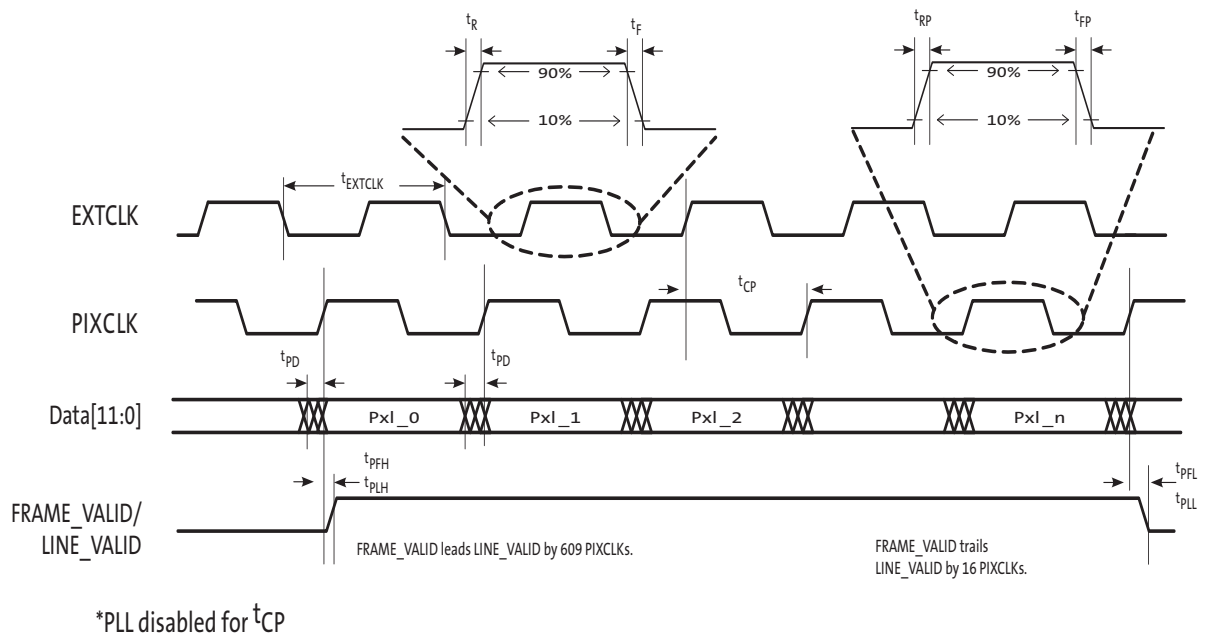 tR
tF
tRP
tFP
90%
90%
10%
10%
tEXTCLK
EXTCLK
tCP
PIXCLK
tPD
tPD
Data[11:0]
Pxl_0
Pxl_1
Pxl_2
Pxl_n
tPFH
tPLH
tPFL
tPLL
FRAME_VALID/
LINE_VALID
FRAME_VALID leads LINE_VALID by 609 PIXCLKs.
FRAME_VALID trails
LINE_VALID by 16 PIXCLKs.
*PLL disabled for tCP